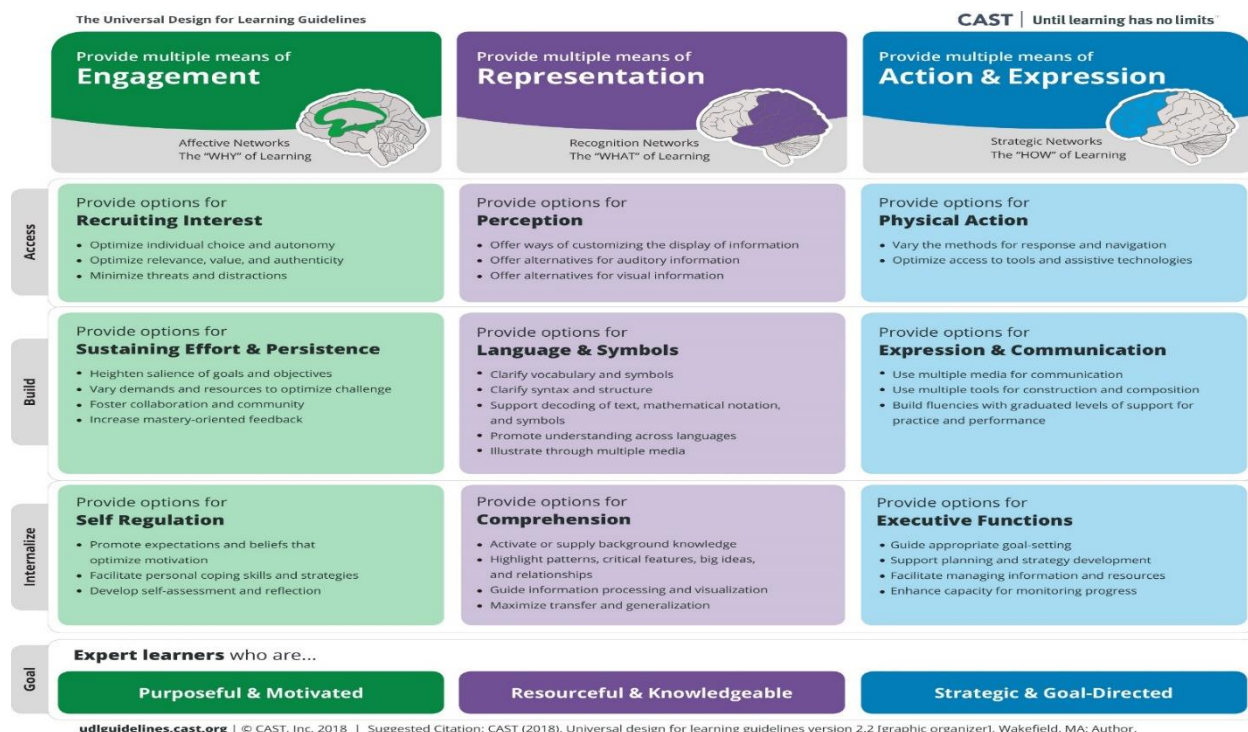 The Universal Design for Learning Guidelines
CAST | Until learning has no limits
Provide multiple means of
Engagement
Affective Networks
The "WHY" of Learning
Provide multiple means of
Representation
Recognition Networks
The "WHAT" of Learning
Provide multiple means of
Action & Expression
Strategic Networks
The "HOW" of Learning
Access
Provide options for
Recruiting Interest
• Optimize individual choice and autonomy
• Optimize relevance, value, and authenticity
• Minimize threats and distractions
Provide options for
Perception
• Offer ways of customizing the display of information
• Offer alternatives for auditory information
• Offer alternatives for visual information
Provide options for
Physical Action
• Vary the methods for response and navigation
• Optimize access to tools and assistive technologies
Build
Provide options for
Sustaining Effort & Persistence
• Heighten salience of goals and objectives
• Vary demands and resources to optimize challenge
• Foster collaboration and community
• Increase mastery-oriented feedback
Provide options for
Language & Symbols
• Clarify vocabulary and symbols
• Clarify syntax and structure
• Support decoding of text, mathematical notation,
and symbols
• Promote understanding across languages
• Illustrate through multiple media
Provide options for
Expression & Communication
• Use multiple media for communication
• Use multiple tools for construction and composition
• Build fluencies with graduated levels of support for
practice and performance
Internalize
Provide options for
Self Regulation
• Promote expectations and beliefs that
optimize motivation
• Facilitate personal coping skills and strategies
• Develop self-assessment and reflection
Provide options for
Comprehension
• Activate or supply background knowledge
• Highlight patterns, critical features, big ideas,
and relationships
• Guide information processing and visualization
• Maximize transfer and generalization
Provide options for
Executive Functions
• Guide appropriate goal-setting
• Support planning and strategy development
• Facilitate managing information and resources
• Enhance capacity for monitoring progress
Goal
Expert learners who are...
Purposeful & Motivated
Resourceful & Knowledgeable
Strategic & Goal-Directed
udlguidelines.cast.org | © CAST, Inc. 2018 | Suggested Citation: CAST (2018). Universal design for learning guidelines version 2.2 [graphic organizer]. Wakefield, MA: Author.